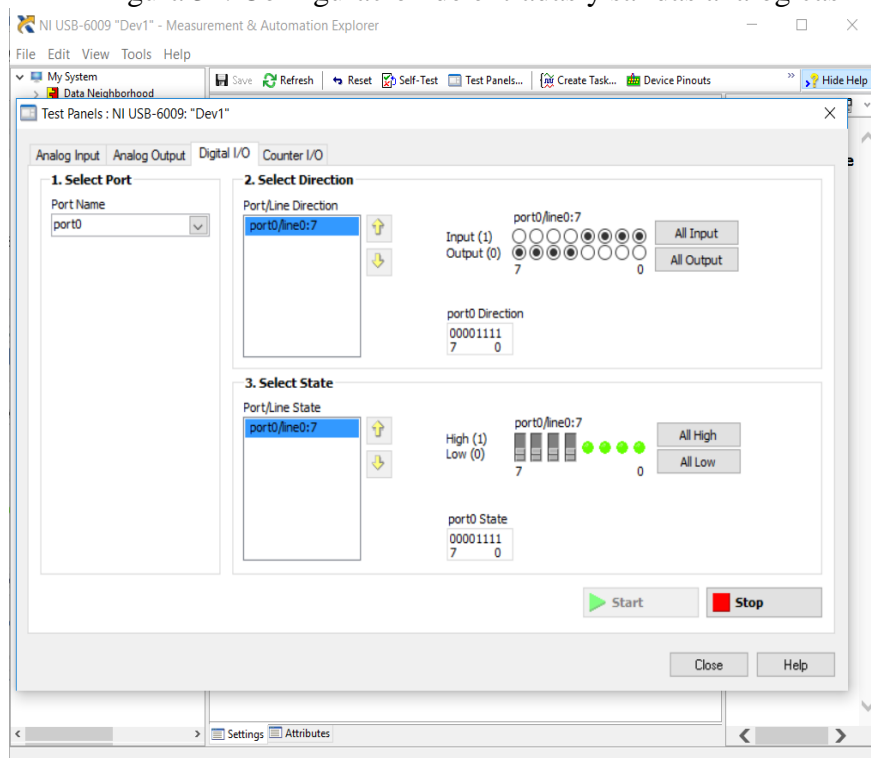 NI USB-6009 "Dev1" - Measurement & Automation Explorer
File Edit View Tools Help
My System
Data Neighborhood
Save Refresh Reset Self-Test Test Panels... Create Task... Device Pinouts » Hide Help
Test Panels : NI USB-6009: "Dev1"
Analog Input Analog Output Digital I/O Counter I/O
1. Select Port
Port Name
port0
2. Select Direction
Port/Line Direction
port0/line0:7
port0/line0:7
Input (1)
Output (0)
7 0
All Input
All Output
port0 Direction
00001111
7 0
3. Select State
Port/Line State
port0/line0:7
port0/line0:7
High (1)
Low (0)
7 0
All High
All Low
port0 State
00001111
7 0
Start Stop
Close Help
Settings Attributes